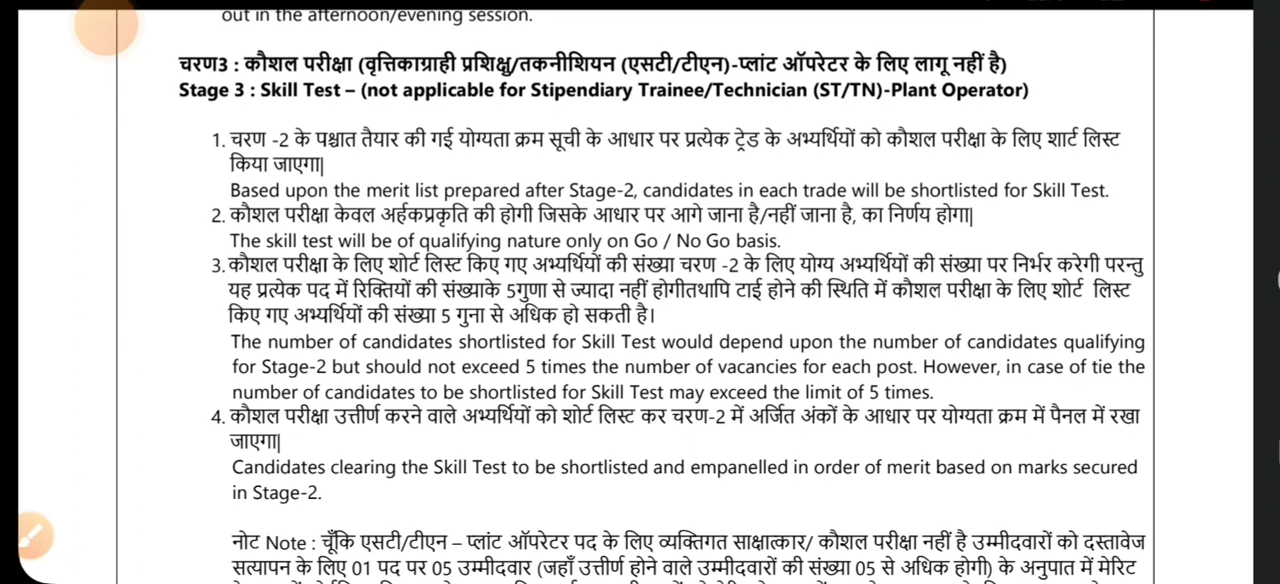 out in the afternoon/evening session.
चरण3 : कौशल परीक्षा (वृत्तिकाग्राही प्रशिक्षु/तकनीशियन (एसटी/टीएन)-प्लांट ऑपरेटर के लिए लागू नहीं है)
Stage 3 : Skill Test – (not applicable for Stipendiary Trainee/Technician (ST/TN)-Plant Operator)
1. चरण -2 के पश्चात तैयार की गई योग्यता क्रम सूची के आधार पर प्रत्येक ट्रेड के अभ्यर्थियों को कौशल परीक्षा के लिए शार्ट लिस्ट
किया जाएगा|
Based upon the merit list prepared after Stage-2, candidates in each trade will be shortlisted for Skill Test.
2. कौशल परीक्षा केवल अर्हकप्रकृति की होगी जिसके आधार पर आगे जाना है/नहीं जाना है, का निर्णय होगा|
The skill test will be of qualifying nature only on Go / No Go basis.
3. कौशल परीक्षा के लिए शोर्ट लिस्ट किए गए अभ्यर्थियों की संख्या चरण -2 के लिए योग्य अभ्यर्थियों की संख्या पर निर्भर करेगी परन्तु
यह प्रत्येक पद में रिक्तियों की संख्याके 5गुणा से ज्यादा नहीं होगीतथापि टाई होने की स्थिति में कौशल परीक्षा के लिए शोर्ट लिस्ट
किए गए अभ्यर्थियों की संख्या 5 गुना से अधिक हो सकती है।
The number of candidates shortlisted for Skill Test would depend upon the number of candidates qualifying
for Stage-2 but should not exceed 5 times the number of vacancies for each post. However, in case of tie the
number of candidates to be shortlisted for Skill Test may exceed the limit of 5 times.
4. कौशल परीक्षा उत्तीर्ण करने वाले अभ्यर्थियों को शोर्ट लिस्ट कर चरण-2 में अर्जित अंकों के आधार पर योग्यता क्रम में पैनल में रखा
जाएगा|
Candidates clearing the Skill Test to be shortlisted and empanelled in order of merit based on marks secured
in Stage-2.
नोट Note : चूँकि एसटी/टीएन – प्लांट ऑपरेटर पद के लिए व्यक्तिगत साक्षात्कार/ कौशल परीक्षा नहीं है उम्मीदवारों को दस्तावेज
सत्यापन के लिए 01 पद पर 05 उम्मीदवार (जहाँ उत्तीर्ण होने वाले उम्मीदवारों की संख्या 05 से अधिक होगी) के अनुपात में मेरिट